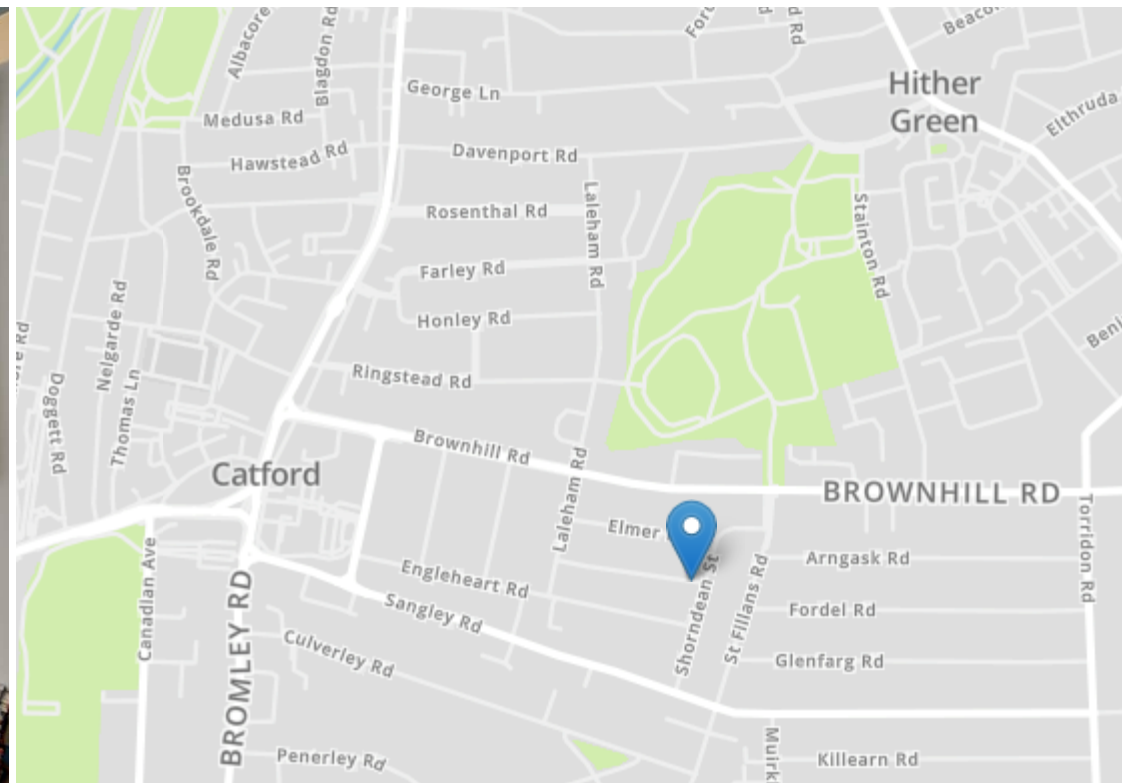 Albacore
Blagdon Rd
George Ln
Beacon
Hither
Green
Medusa Rd
Elthruda
Hawstead Rd
Davenport Rd
Brookdale Rd
Laleham Rd
Stainton Rd
Rosenthal Rd
Farley Rd
Nelgarde Rd
Honley Rd
Doggett Rd
Thomas Ln
Ringstead Rd
Brownhill Rd
Catford
Laleham Rd
BROWNHILL RD
Torridon Rd
Elmer
Canadian Ave
Engleheart Rd
Shorndean St
St Fillans Rd
Arngask Rd
Sangley Rd
Fordel Rd
BROMLEY RD
Culverley Rd
Glenfarg Rd
Penerley Rd
Muirk
Killearn Rd